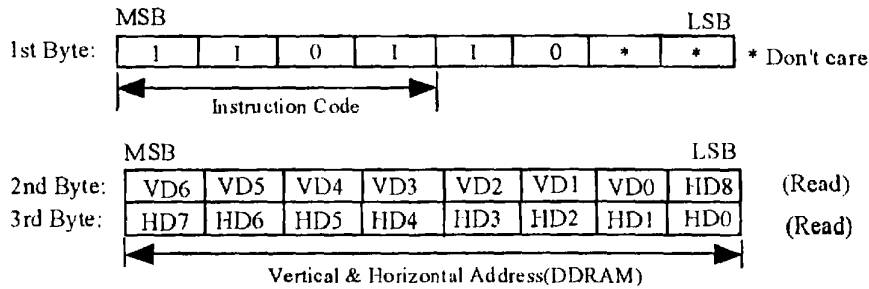 MSB LSB
1st Byte: 1 1 0 1 1 0 * * * Don't care
Instruction Code
MSB LSB
2nd Byte: VD6 VD5 VD4 VD3 VD2 VD1 VD0 HD8 (Read)
3rd Byte: HD7 HD6 HD5 HD4 HD3 HD2 HD1 HD0 (Read)
Vertical & Horizontal Address(DDRAM)